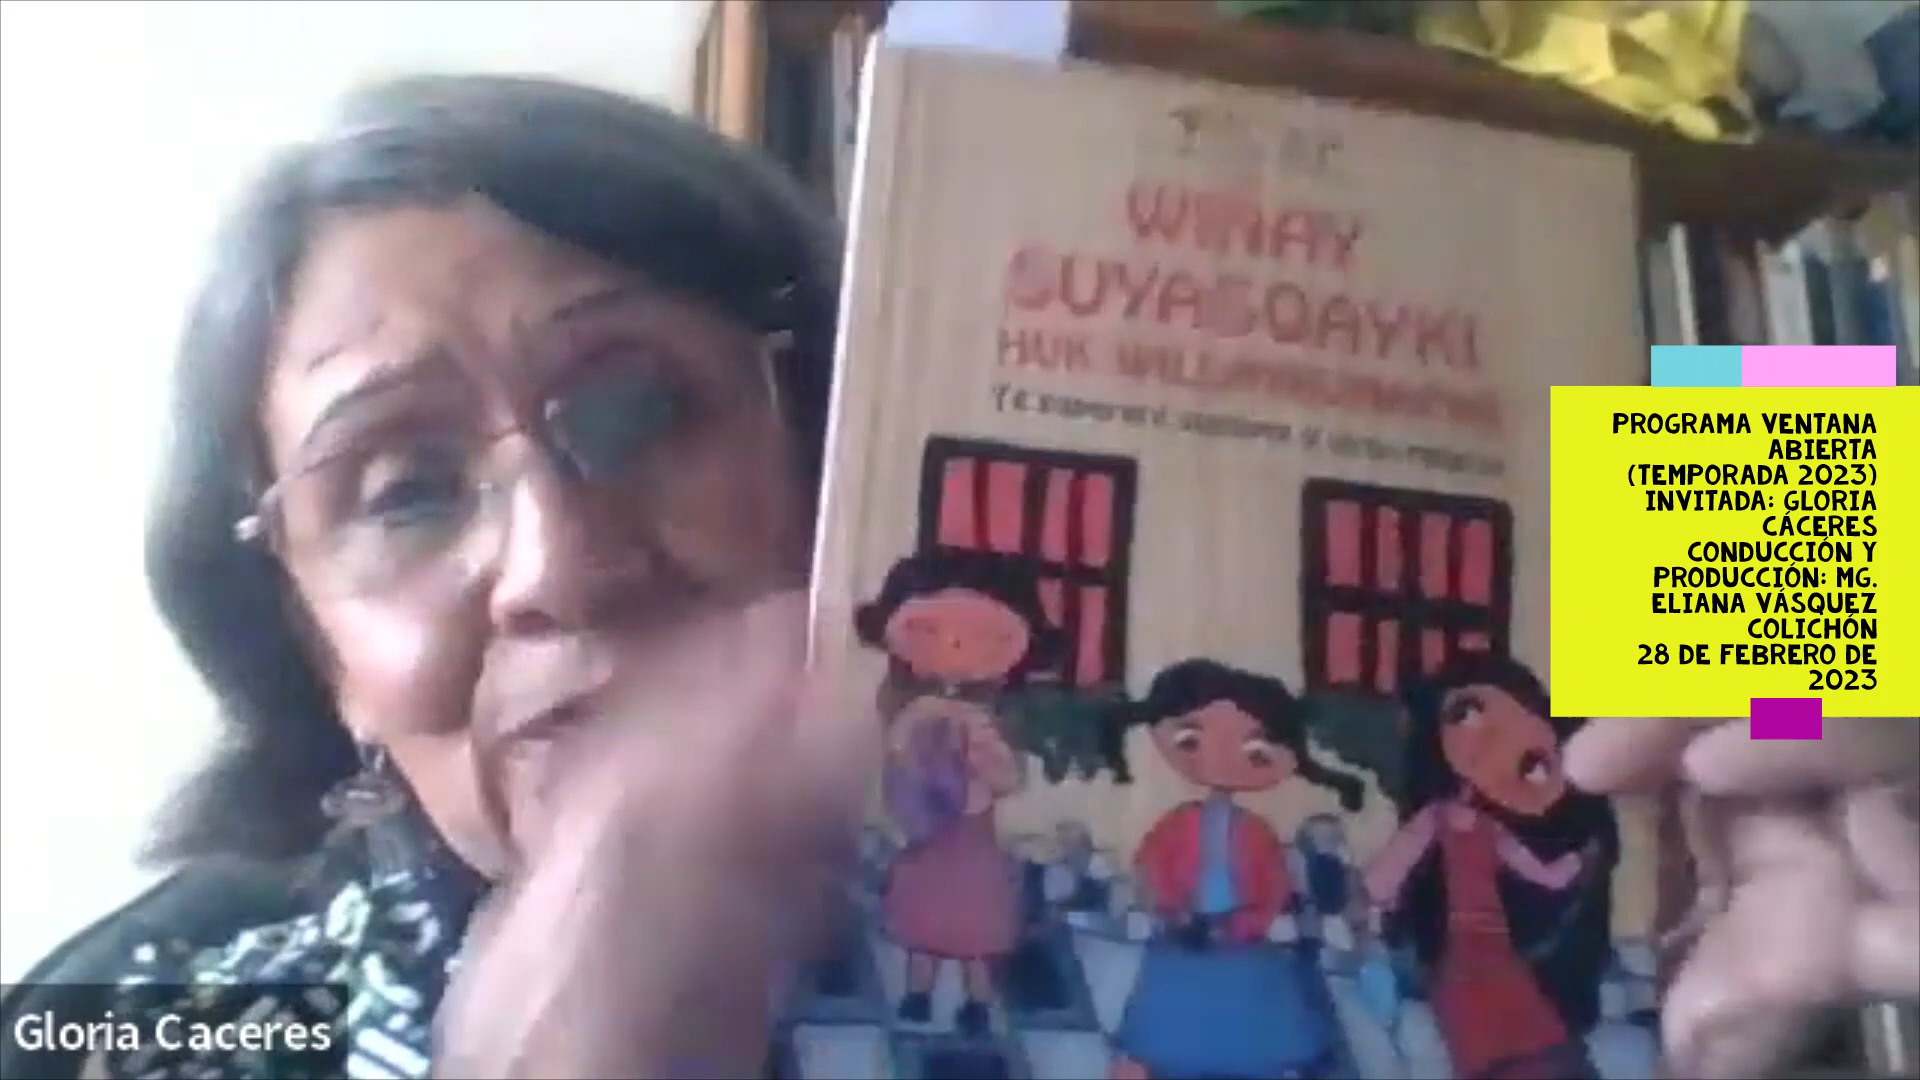 WIÑAY
SUYASQAYKI
HUK
PROGRAMA VENTANA
ABIERTA
(TEMPORADA 2023)
INVITADA: GLORIA
CÁCERES
CONDUCCIÓN Y
PRODUCCIÓN: MG.
ELIANA VÁSQUEZ
COLICHÓN
28 DE FEBRERO DE
2023
Gloria Caceres